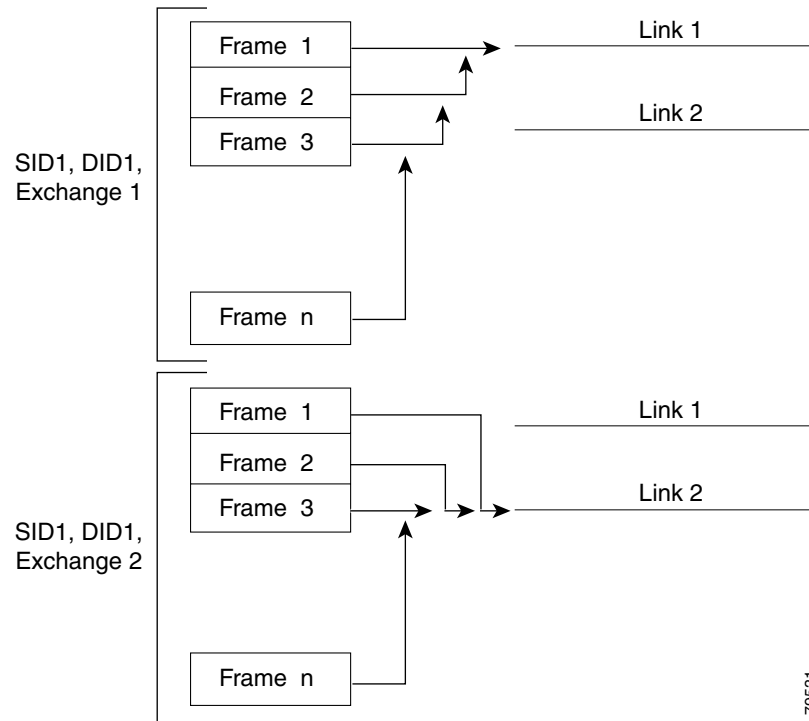 Frame 1
Link 1
Frame 2
Link 2
Frame 3
SID1, DID1,
Exchange 1
Frame n
Frame 1
Link 1
Frame 2
Link 2
Frame 3
SID1, DID1,
Exchange 2
Frame n